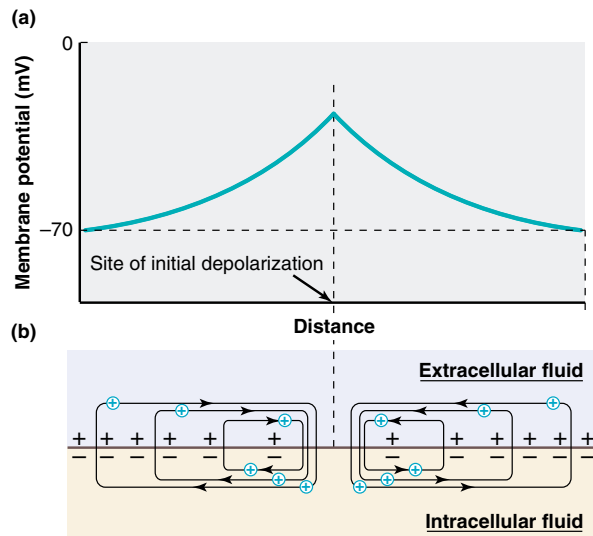 (a)
0
Membrane potential (mV)
–70
Site of initial depolarization
Distance
(b)
Extracellular fluid
+ + + + + + + + + +
– – – – – – – – – –
Intracellular fluid